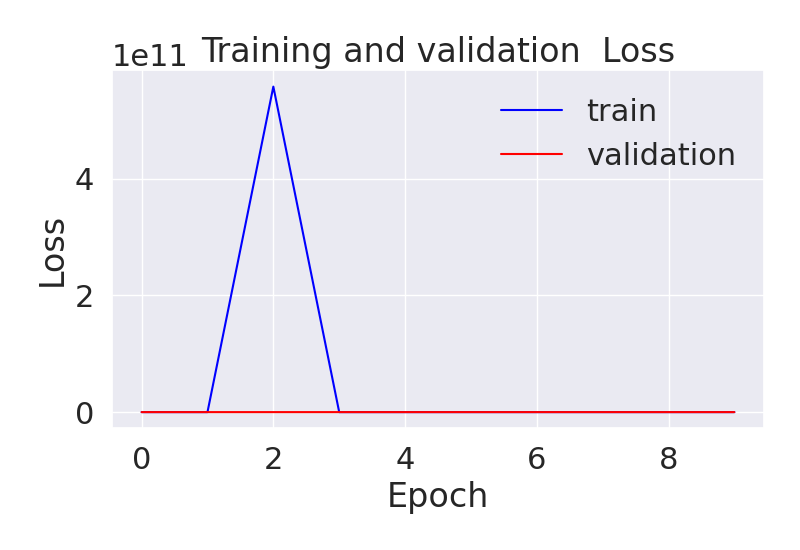 Training and validation  Loss
1e11
train
validation
4
2
0
Loss
0 2 4 6 8
Epoch